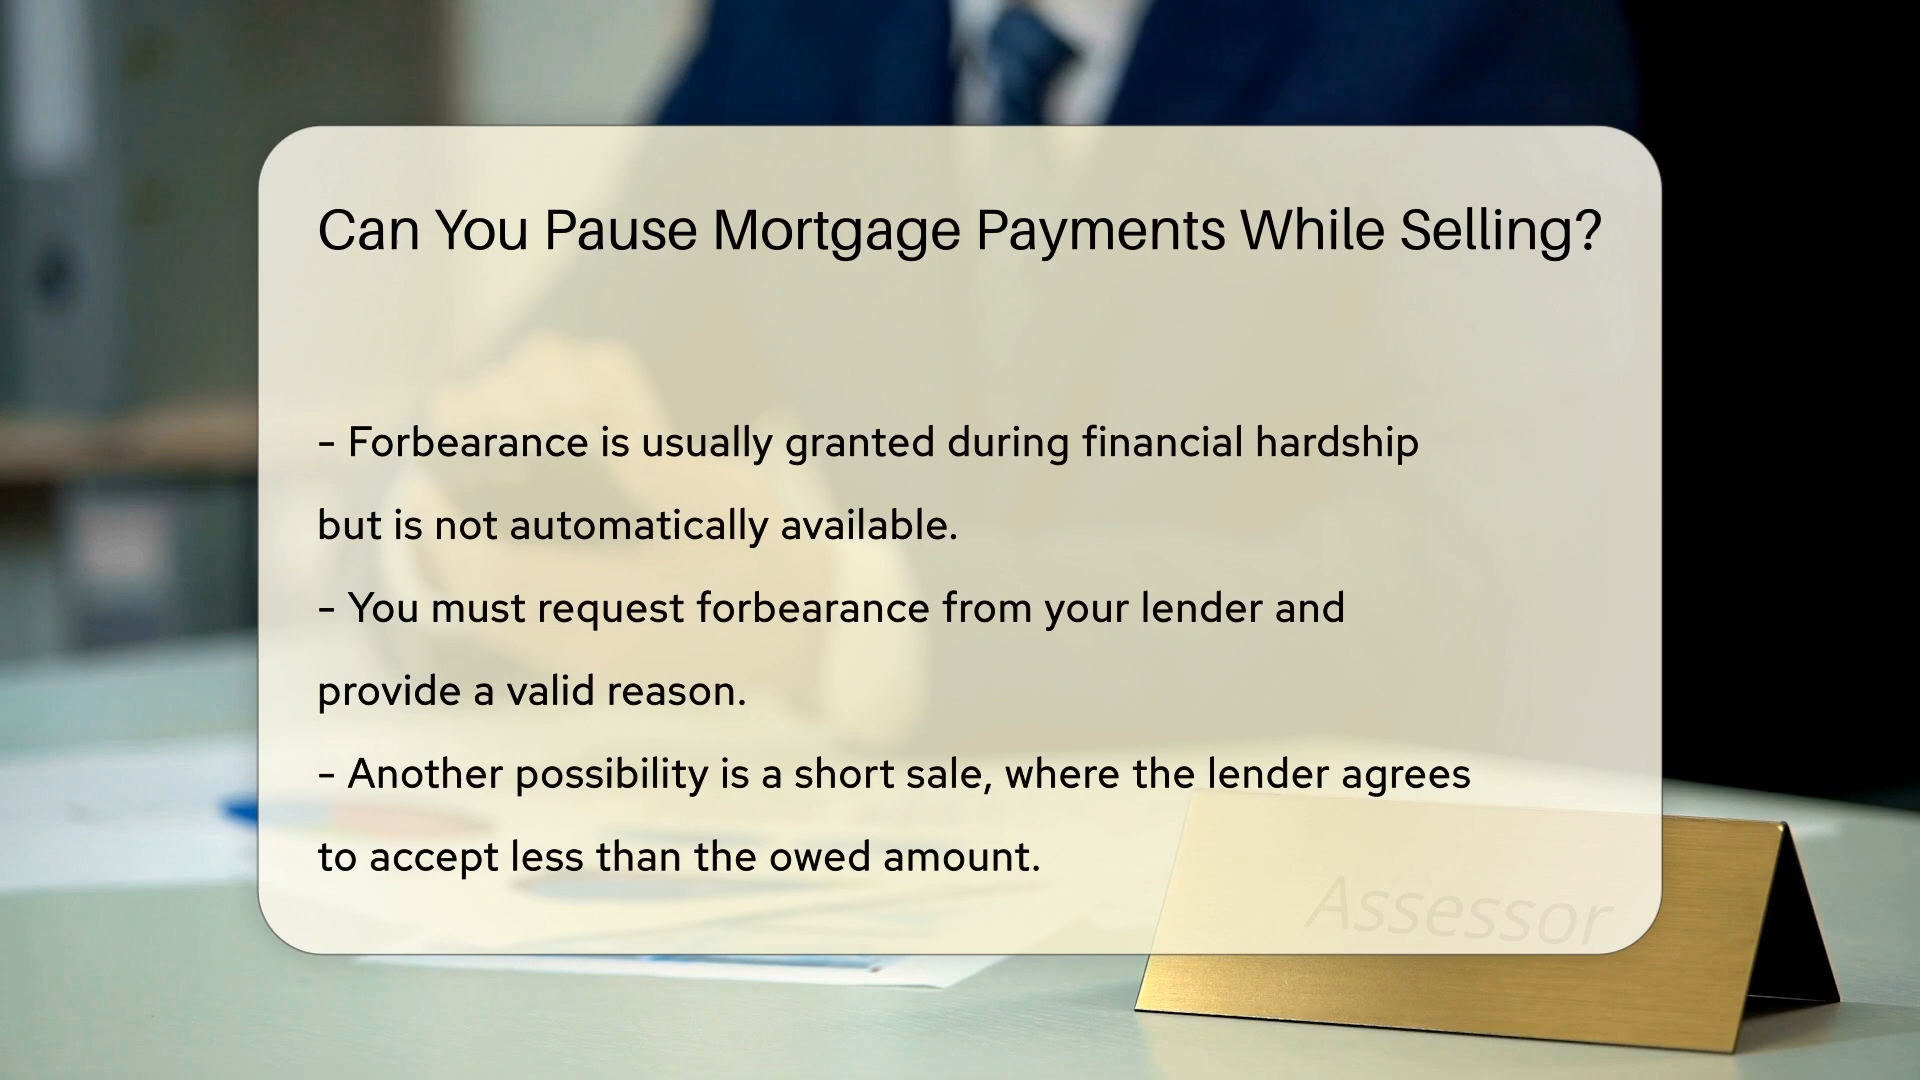 Can You Pause Mortgage Payments While Selling?
- Forbearance is usually granted during financial hardship
but is not automatically available.
- You must request forbearance from your lender and
provide a valid reason.
- Another possibility is a short sale, where the lender agrees
to accept less than the owed amount.
Assessor